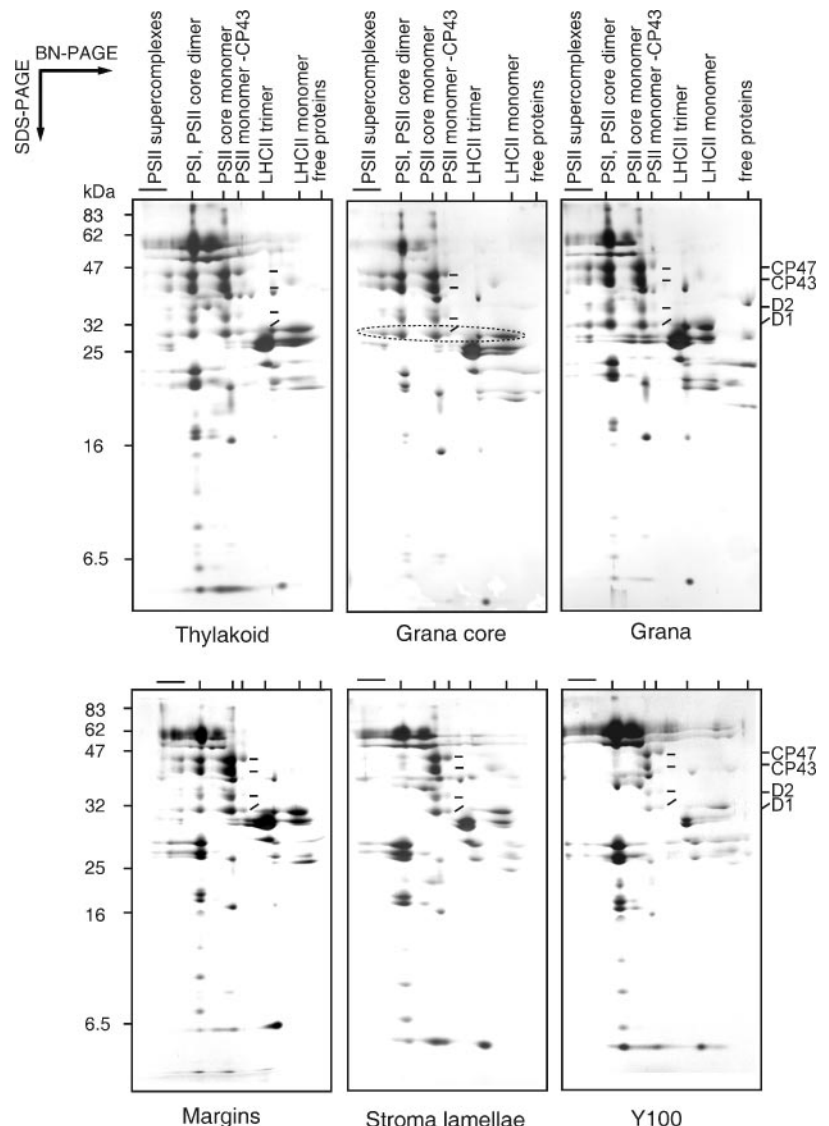 SDS-PAGE
BN-PAGE
PSII supercomplexes
PSI, PSII core dimer
PSII core monomer
PSII monomer -CP43
LHCII trimer
LHCII monomer
free proteins
PSII supercomplexes
PSI, PSII core dimer
PSII core monomer
PSII monomer -CP43
LHCII trimer
LHCII monomer
free proteins
PSII supercomplexes
PSI, PSII core dimer
PSII core monomer
PSII monomer -CP43
LHCII trimer
LHCII monomer
free proteins
kDa
83
62
47
32
25
16
6.5
CP47
CP43
D2
D1
Thylakoid
Grana core
Grana
83
62
47
32
25
16
6.5
CP47
CP43
D2
D1
Margins
Stroma lamellae
Y100